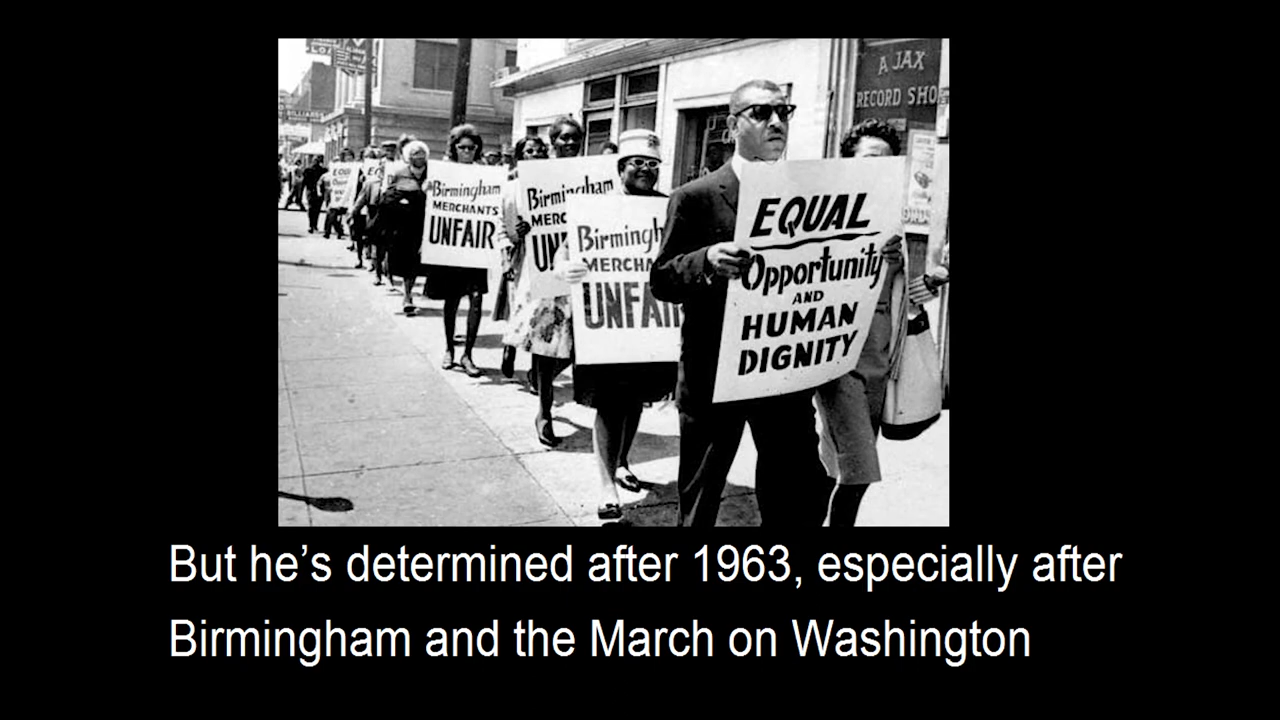 A JAX
RECORD SHO
Birmingham
MERCHANTS
UNFAIR
Birmingham
MERC
UN
Birmingh
MERCHA
UNFAIR
EQUAL
Opportunity
AND
HUMAN
DIGNITY
But he’s determined after 1963, especially after
Birmingham and the March on Washington